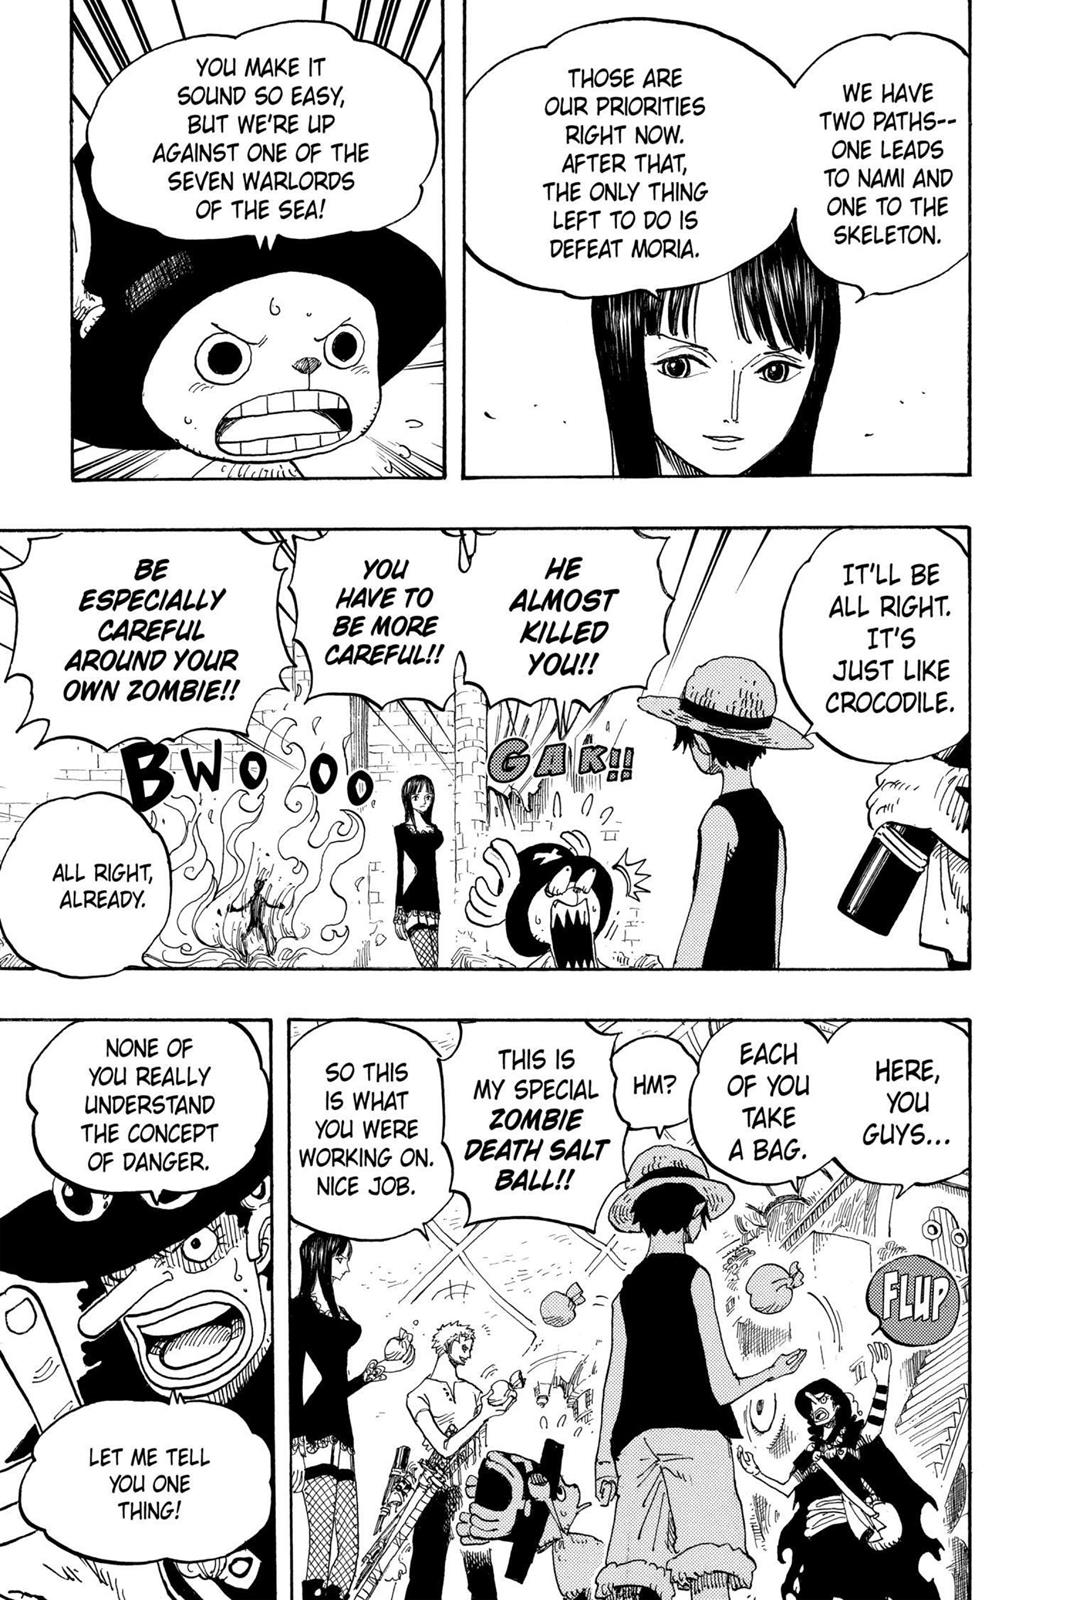 WE HAVE
TWO PATHS--
ONE LEADS
TO NAMI AND
ONE TO THE
SKELETON.
THOSE ARE
OUR PRIORITIES
RIGHT NOW.
AFTER THAT,
THE ONLY THING
LEFT TO DO IS
DEFEAT MORIA.
YOU MAKE IT
SOUND SO EASY,
BUT WE'RE UP
AGAINST ONE OF THE
SEVEN WARLORDS
OF THE SEA!
IT'LL BE
ALL RIGHT.
IT'S
JUST LIKE
CROCODILE.
HE
ALMOST
KILLED
YOU!!
GAK!!
YOU
HAVE TO
BE MORE
CAREFUL!!
BE
ESPECIALLY
CAREFUL
AROUND YOUR
OWN ZOMBIE!!
BWOOOO
ALL RIGHT,
ALREADY.
HERE,
YOU
GUYS...
EACH
OF YOU
TAKE
A BAG.
FLUP
HM?
THIS IS
MY SPECIAL
ZOMBIE
DEATH SALT
BALL!!
SO THIS
IS WHAT
YOU WERE
WORKING ON.
NICE JOB.
NONE OF
YOU REALLY
UNDERSTAND
THE CONCEPT
OF DANGER.
LET ME TELL
YOU ONE
THING!